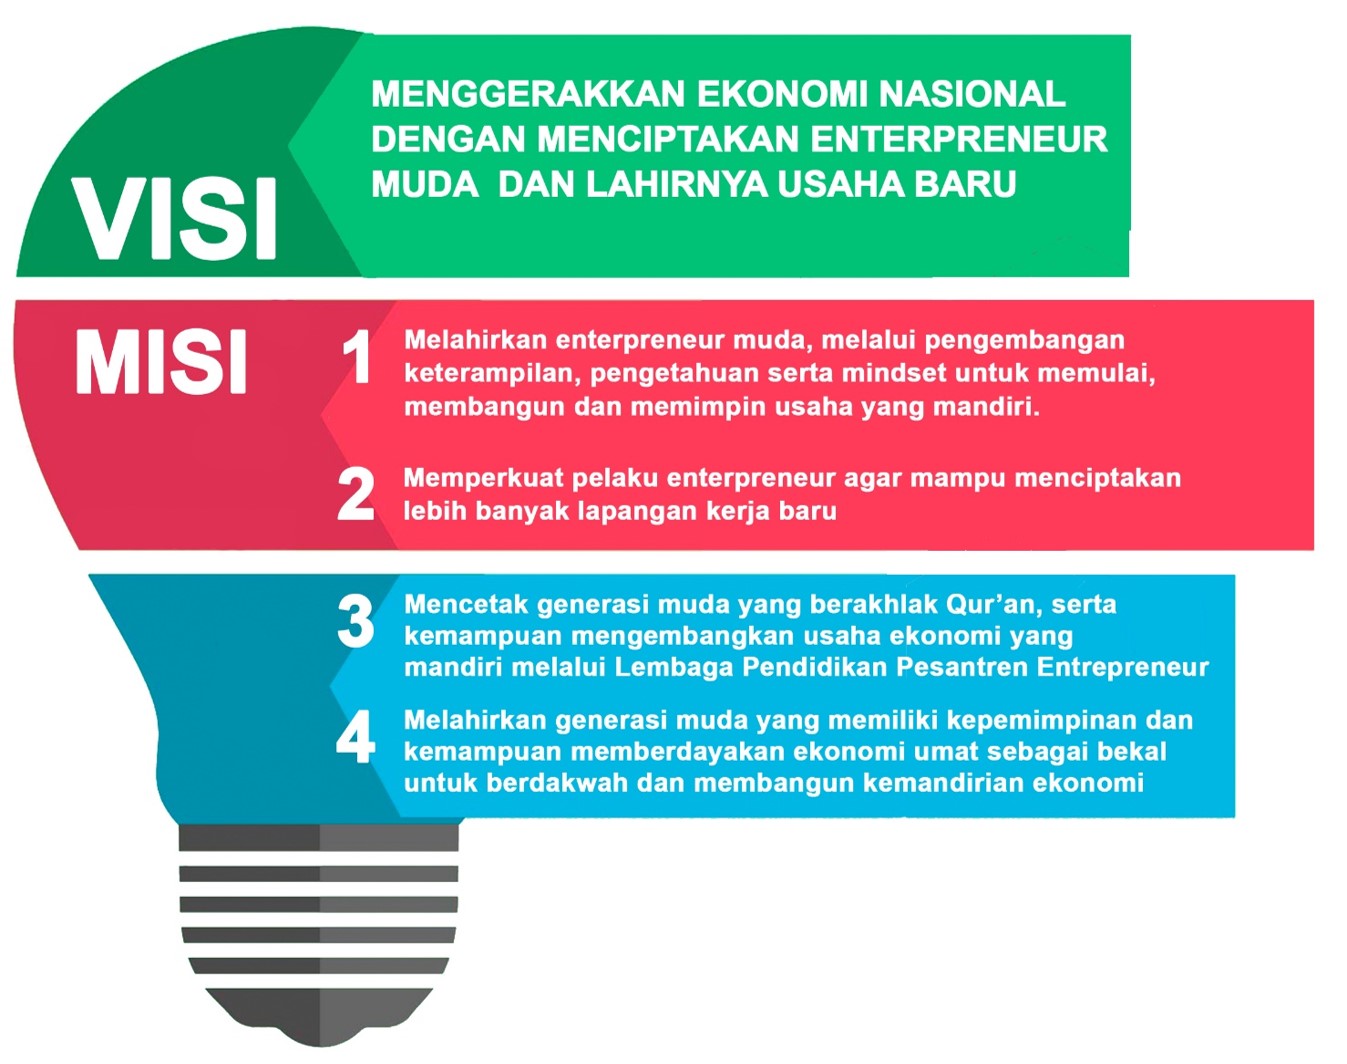 VISI
MENGGERAKKAN EKONOMI NASIONAL
DENGAN MENCIPTAKAN ENTERPRENEUR
MUDA DAN LAHIRNYA USAHA BARU
MISI
1
Melahirkan enterpreneur muda, melalui pengembangan
keterampilan, pengetahuan serta mindset untuk memulai,
membangun dan memimpin usaha yang mandiri.
2
Memperkuat pelaku enterpreneur agar mampu menciptakan
lebih banyak lapangan kerja baru
3
Mencetak generasi muda yang berakhlak Qur’an, serta
kemampuan mengembangkan usaha ekonomi yang
mandiri melalui Lembaga Pendidikan Pesantren Entrepreneur
4
Melahirkan generasi muda yang memiliki kepemimpinan dan
kemampuan memberdayakan ekonomi umat sebagai bekal
untuk berdakwah dan membangun kemandirian ekonomi